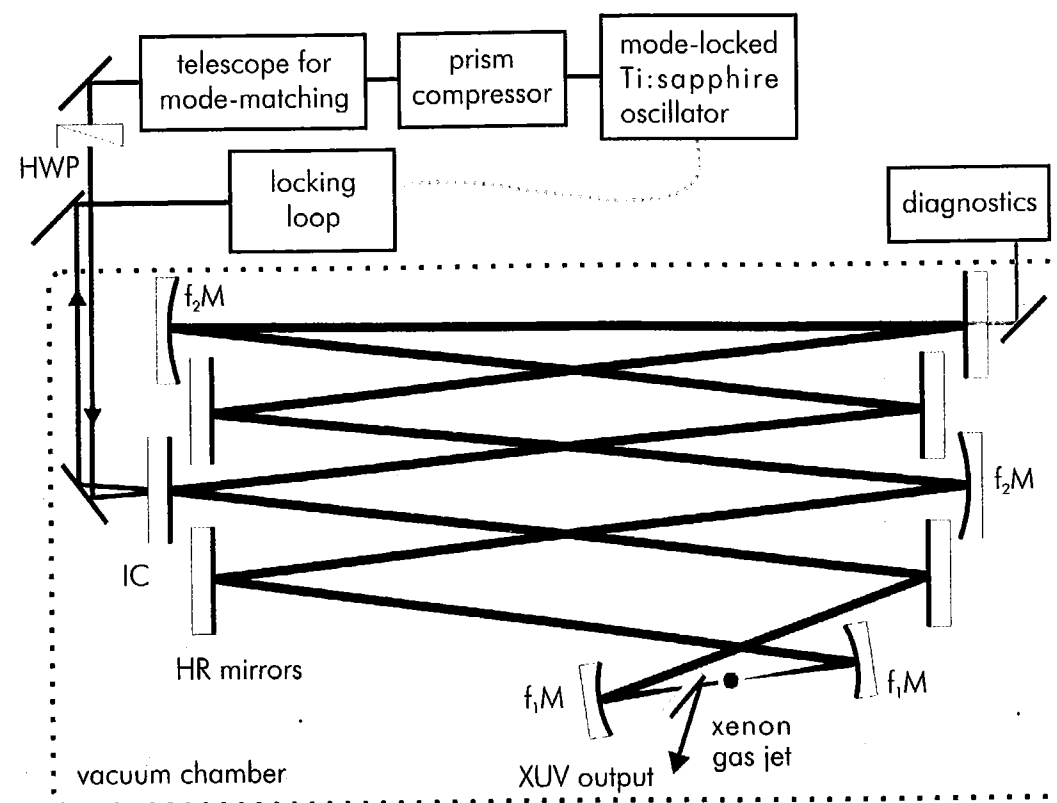 telescope for
mode-matching
prism
compressor
mode-locked
Ti:sapphire
oscillator
HWP
locking
loop
diagnostics
f₂M
f₂M
IC
HR mirrors
f₁M
f₁M
xenon
gas jet
vacuum chamber
XUV output